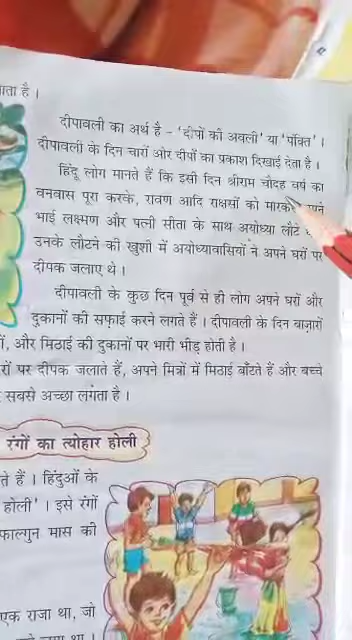 ाता है ।
दीपावली का अर्थ है – 'दीपों की अवली' या 'पंक्ति' ।
दीपावली के दिन चारों ओर दीपों का प्रकाश दिखाई देता है ।
हिंदू लोग मानते हैं कि इसी दिन श्रीराम चौदह वर्ष का
वनवास पूरा करके, रावण आदि राक्षसों को मारकर
भाई लक्ष्मण और पत्नी सीता के साथ अयोध्या लौटे
उनके लौटने की खुशी में अयोध्यावासियों ने अपने घरों पर
दीपक जलाए थे ।
दीपावली के कुछ दिन पूर्व से ही लोग अपने घरों और
दुकानों की सफ़ाई करने लगते हैं । दीपावली के दिन बाज़ारों
, और मिठाई की दुकानों पर भारी भीड़ होती है ।
रों पर दीपक जलाते हैं, अपने मित्रों में मिठाई बाँटते हैं और बच्चे
सबसे अच्छा लगता है ।
रंगों का त्योहार होली
ते हैं । हिंदुओं के
होली' । इसे रंगों
फाल्गुन मास की
एक राजा था, जो